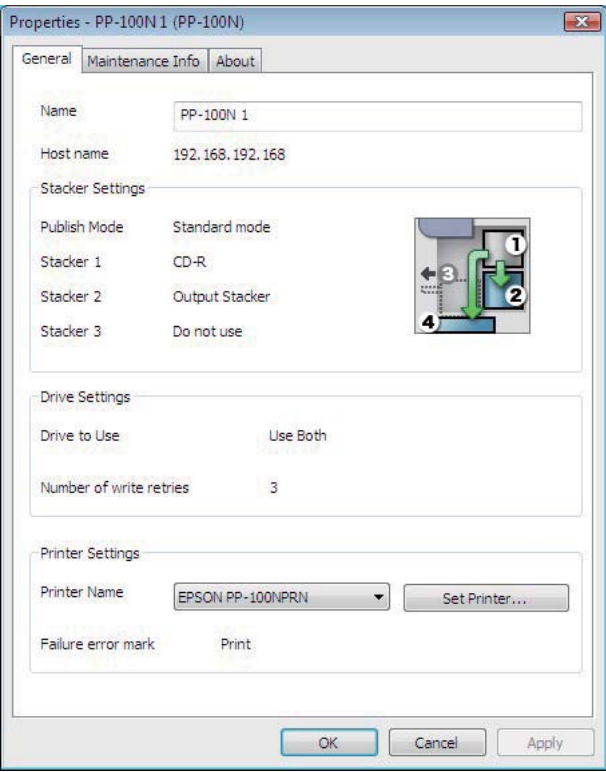 Properties - PP-100N 1 (PP-100N)
General Maintenance Info About
Name PP-100N 1
Host name 192.168.192.168
Stacker Settings
Publish Mode Standard mode
Stacker 1 CD-R
Stacker 2 Output Stacker
Stacker 3 Do not use
1
3
2
4
Drive Settings
Drive to Use Use Both
Number of write retries 3
Printer Settings
Printer Name EPSON PP-100NPRN Set Printer...
Failure error mark Print
OK Cancel Apply